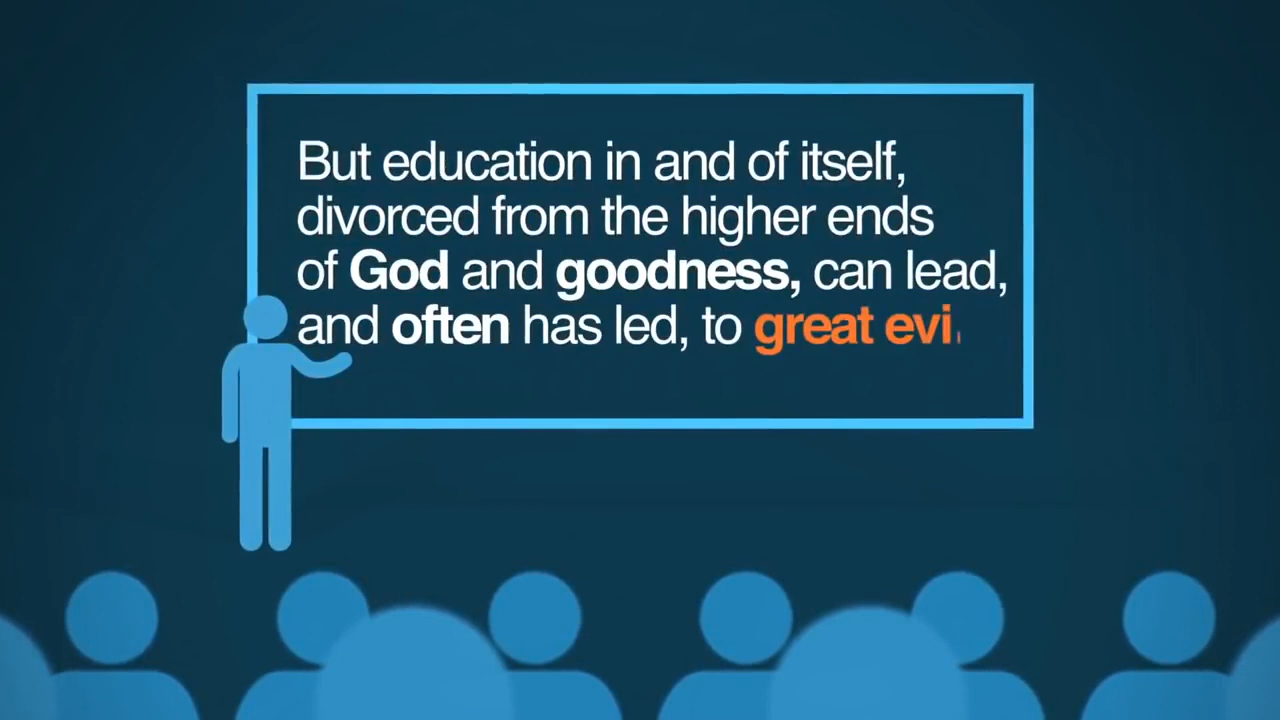 But education in and of itself,
divorced from the higher ends
of God and goodness, can lead,
and often has led, to great evi